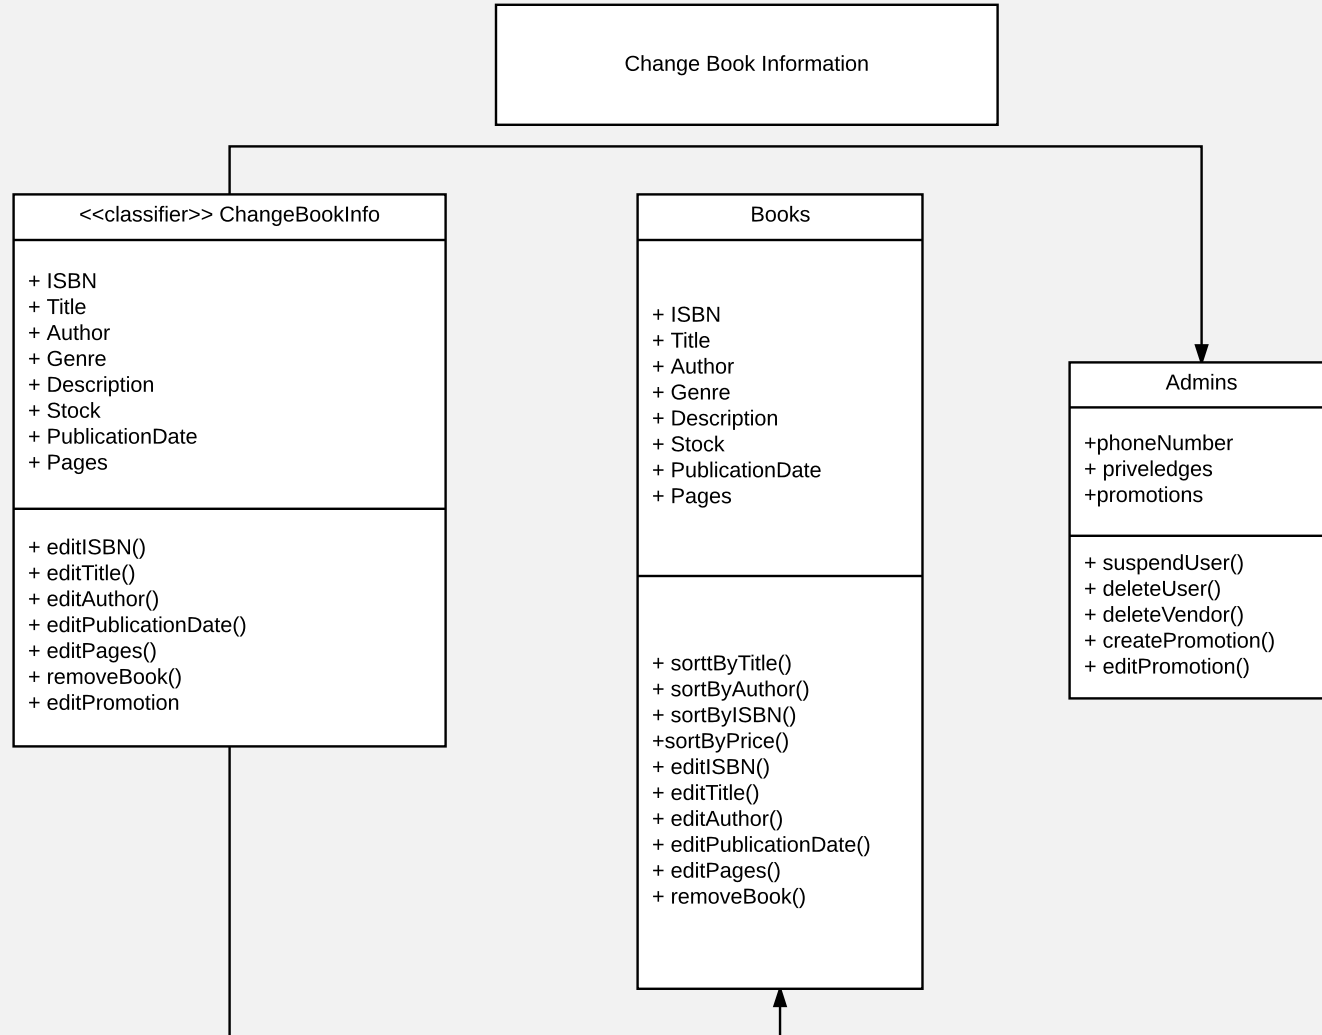 Change Book Information
<<classifier>> ChangeBookInfo
+ ISBN
+ Title
+ Author
+ Genre
+ Description
+ Stock
+ PublicationDate
+ Pages
+ editISBN()
+ editTitle()
+ editAuthor()
+ editPublicationDate()
+ editPages()
+ removeBook()
+ editPromotion
Books
+ ISBN
+ Title
+ Author
+ Genre
+ Description
+ Stock
+ PublicationDate
+ Pages
+ sorttByTitle()
+ sortByAuthor()
+ sortByISBN()
+sortByPrice()
+ editISBN()
+ editTitle()
+ editAuthor()
+ editPublicationDate()
+ editPages()
+ removeBook()
Admins
+phoneNumber
+ priveledges
+promotions
+ suspendUser()
+ deleteUser()
+ deleteVendor()
+ createPromotion()
+ editPromotion()